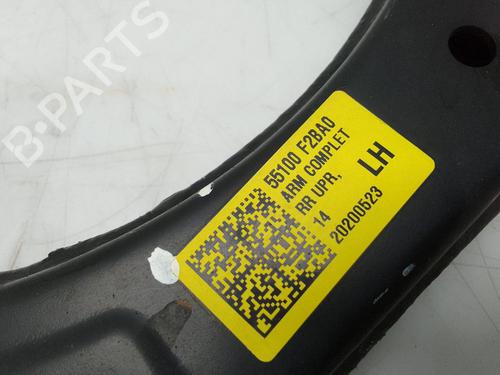 B-PARTS
55100 F2BA0
ARM COMPLET
RR UPR,
LH
14
20200523